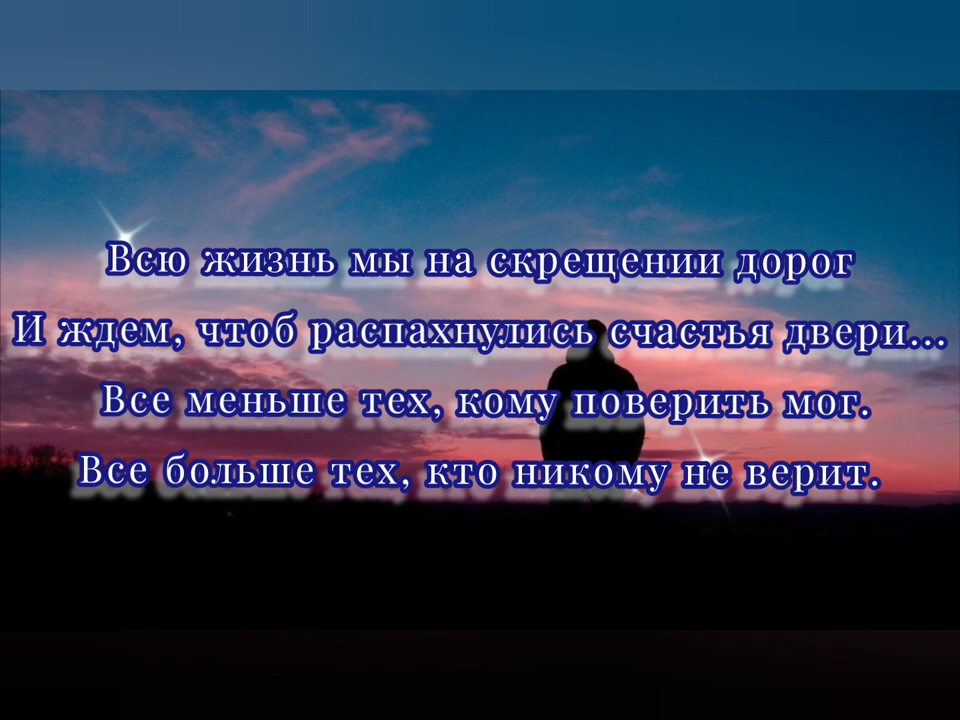 Всю жизнь мы на скрещении дорог
И ждем, чтоб распахнулись счастья двери...
Все меньше тех, кому поверить мог.
Все больше тех, кто никому не верит.